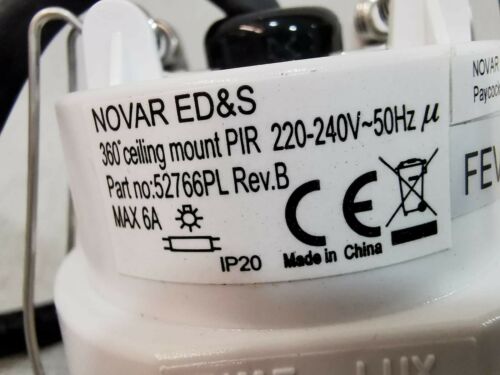 NOVAR ED&S
360° ceiling mount PIR 220-240V~50Hz µ
Part no:52766PL Rev.B
MAX 6A
IP20
CE
Made in China
NOVAR
FEV
LUX